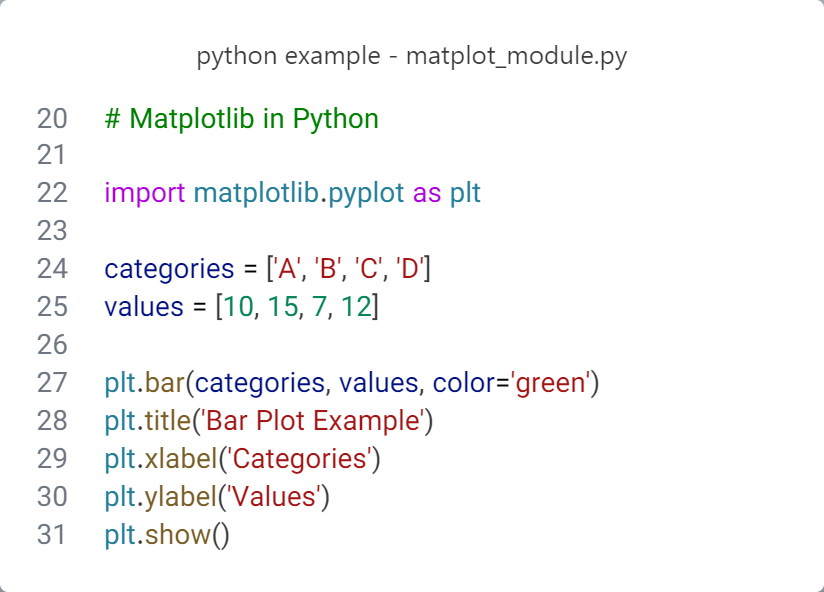 python example - matplot_module.py
20 # Matplotlib in Python
21
22 import matplotlib.pyplot as plt
23
24 categories = ['A', 'B', 'C', 'D']
25 values = [10, 15, 7, 12]
26
27 plt.bar(categories, values, color='green')
28 plt.title('Bar Plot Example')
29 plt.xlabel('Categories')
30 plt.ylabel('Values')
31 plt.show()